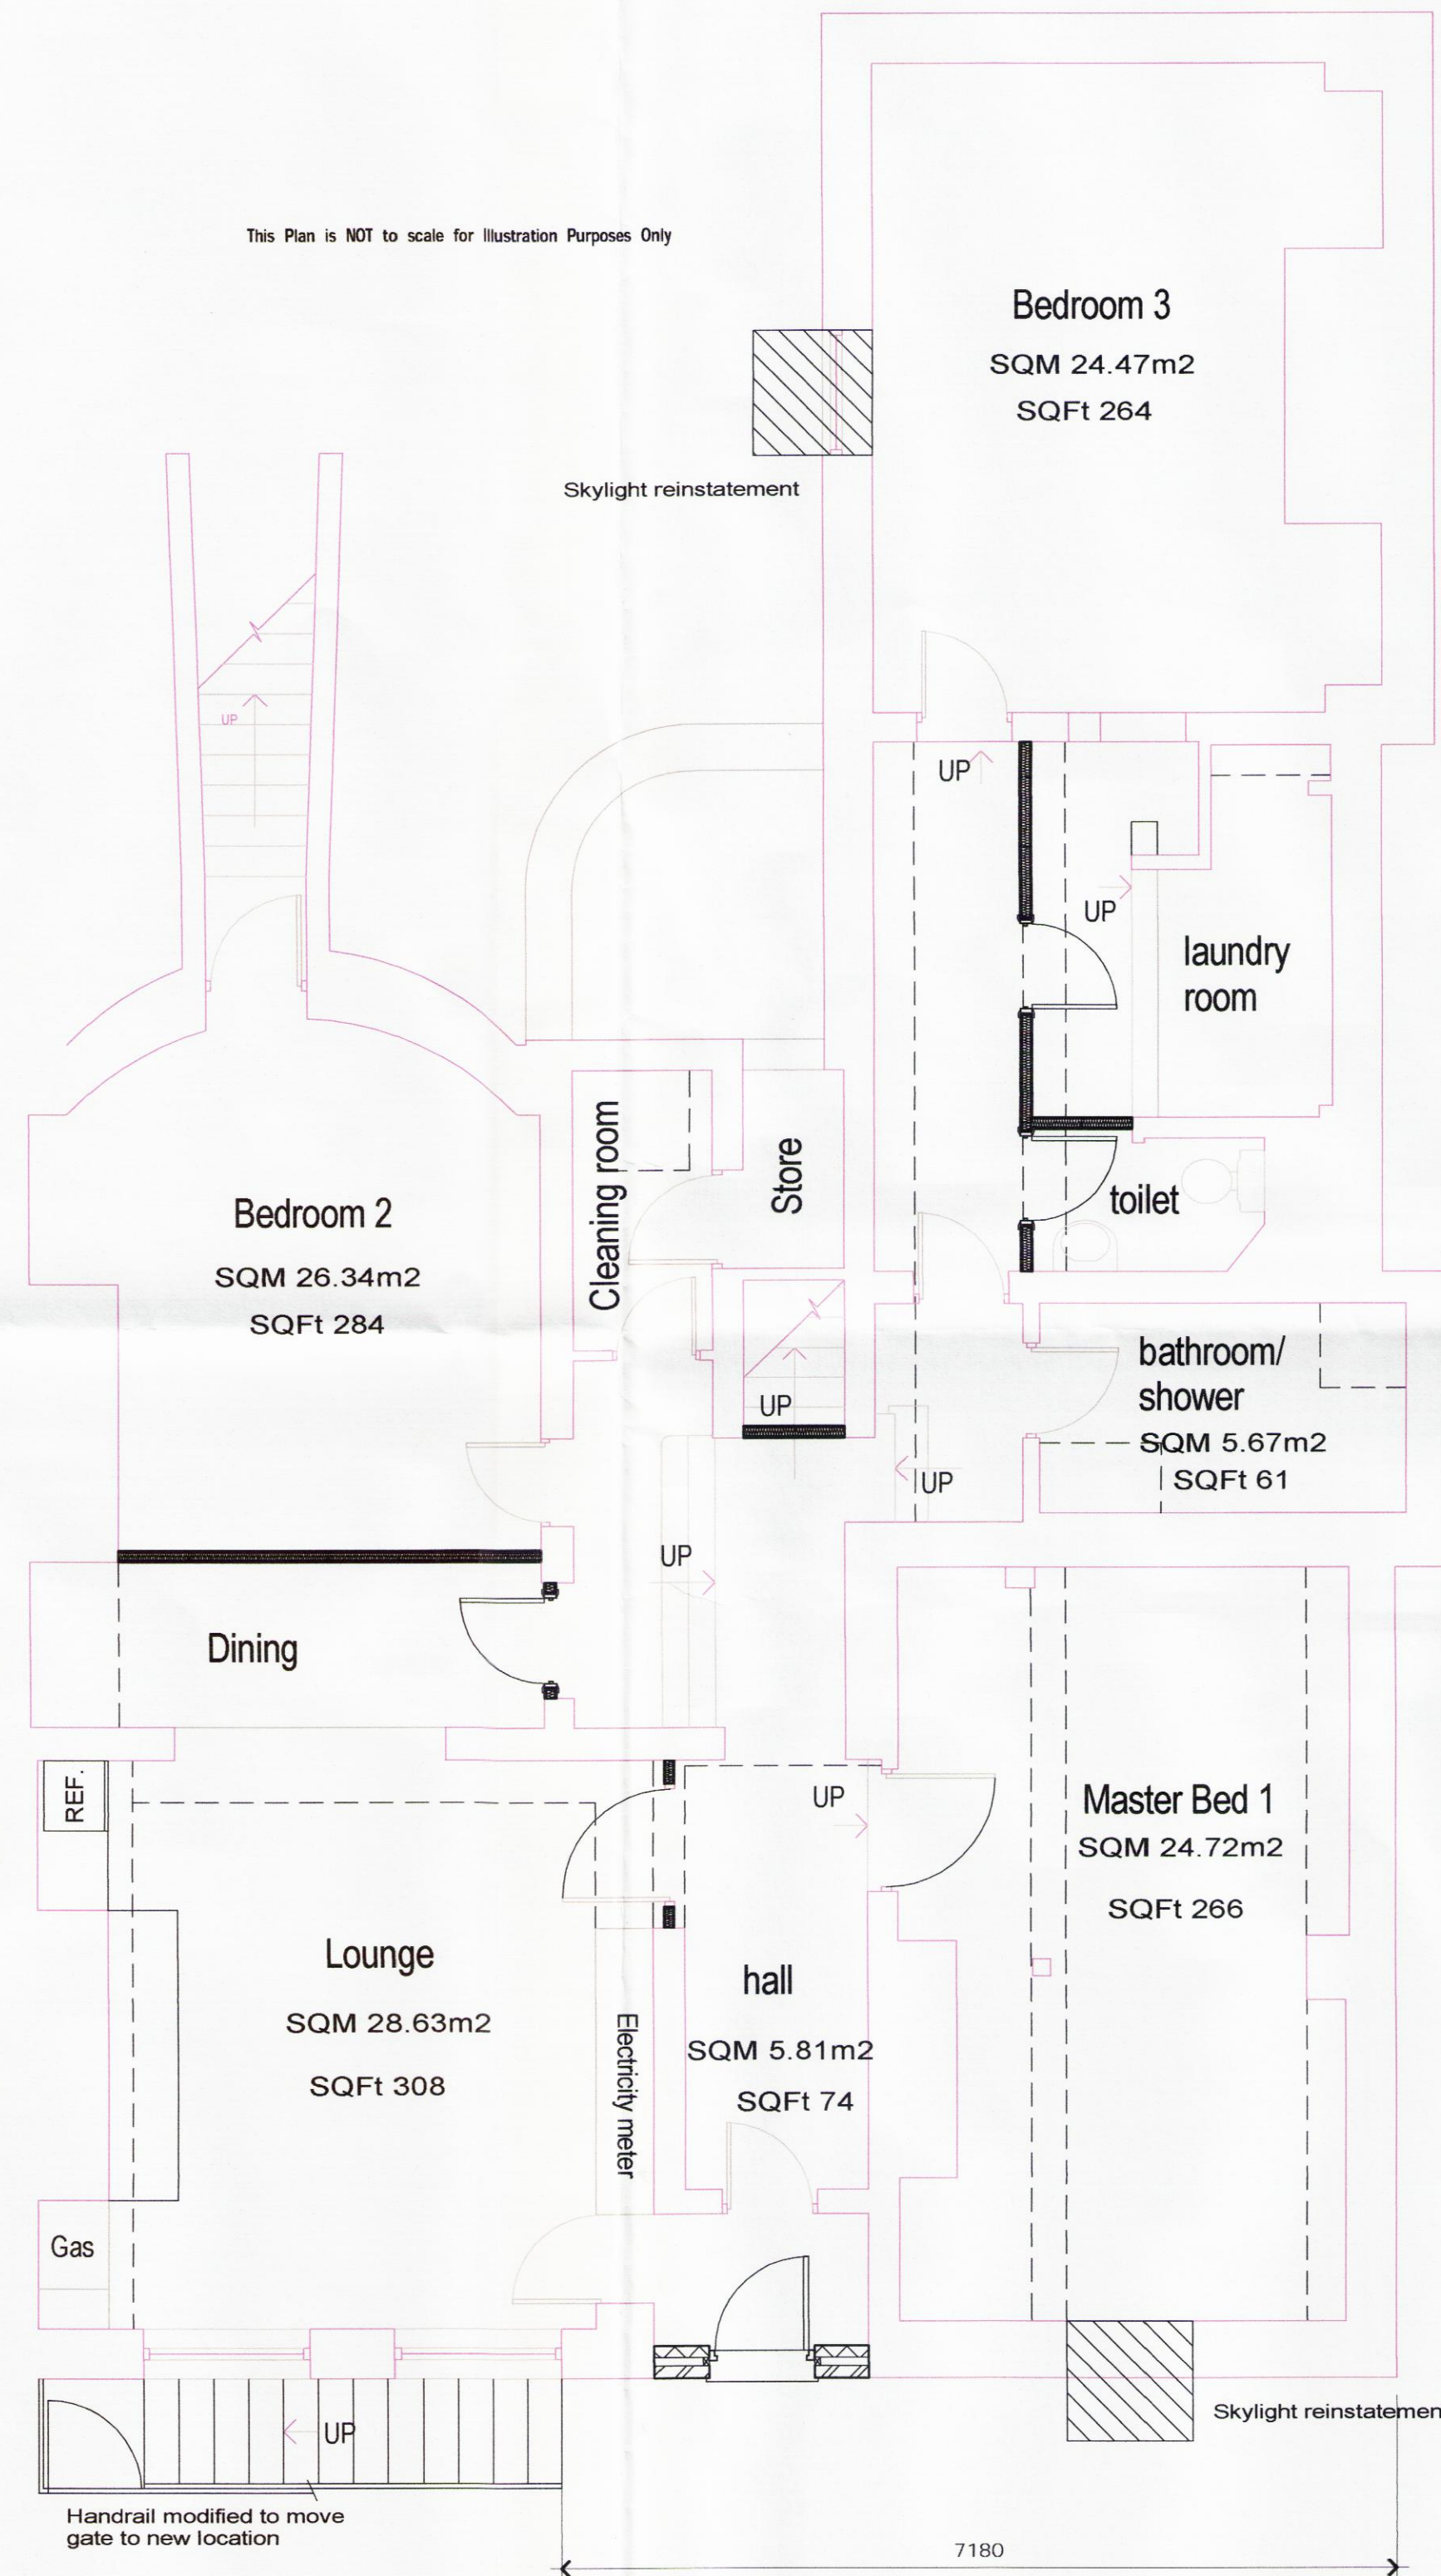 This Plan is NOT to scale for Illustration Purposes Only
Bedroom 3
SQM 24.47m2
SQFt 264
Skylight reinstatement
UP
UP
UP
laundry
room
Cleaning room
Store
toilet
Bedroom 2
SQM 26.34m2
SQFt 284
bathroom/
shower
SQM 5.67m2
SQFt 61
UP
UP
UP
Dining
REF.
UP
Master Bed 1
SQM 24.72m2
SQFt 266
Lounge
SQM 28.63m2
SQFt 308
Electricity meter
hall
SQM 5.81m2
SQFt 74
Gas
UP
Skylight reinstatemen
Handrail modified to move
gate to new location
7180